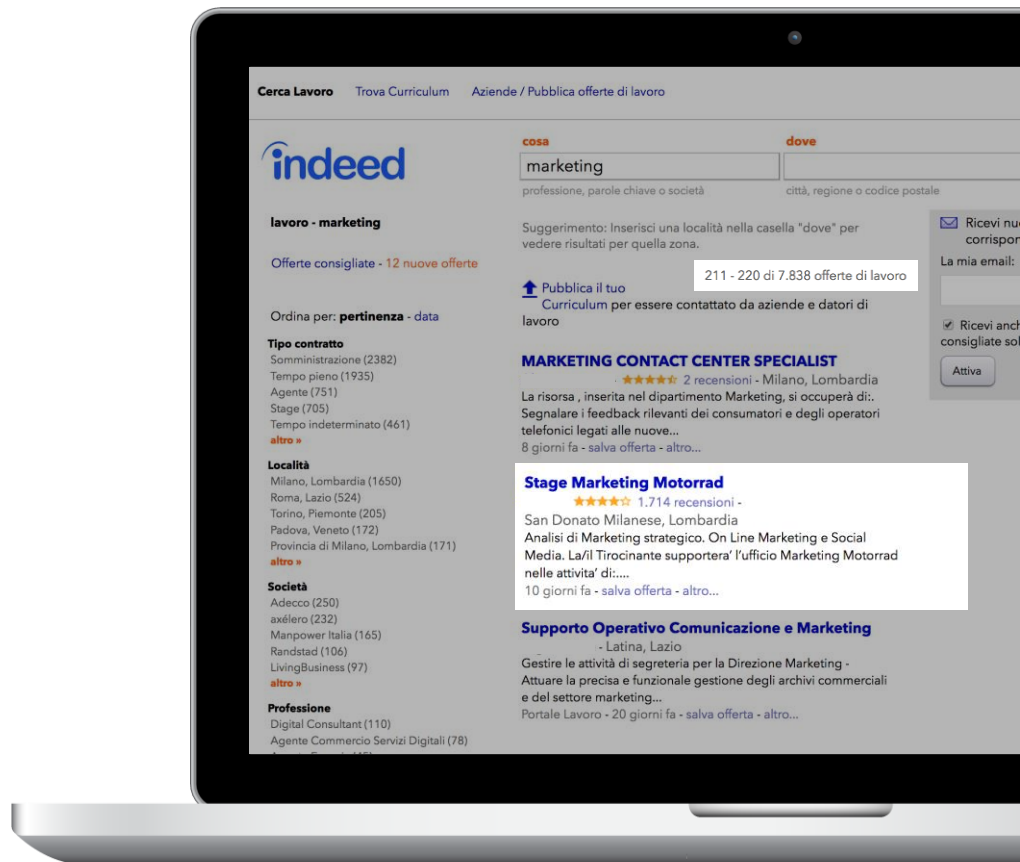 Cerca Lavoro Trova Curriculum Aziende / Pubblica offerte di lavoro
indeed
cosa
dove
marketing
professione, parole chiave o società
città, regione o codice postale
lavoro - marketing
Offerte consigliate - 12 nuove offerte
Ordina per: pertinenza - data
Tipo contratto
Somministrazione (2382)
Tempo pieno (1935)
Agente (751)
Stage (705)
Tempo indeterminato (461)
altro »
Località
Milano, Lombardia (1650)
Roma, Lazio (524)
Torino, Piemonte (205)
Padova, Veneto (172)
Provincia di Milano, Lombardia (171)
altro »
Società
Adecco (250)
axélero (232)
Manpower Italia (165)
Randstad (106)
LivingBusiness (97)
altro »
Professione
Digital Consultant (110)
Agente Commercio Servizi Digitali (78)
Suggerimento: Inserisci una località nella casella "dove" per
vedere risultati per quella zona.
211 - 220 di 7.838 offerte di lavoro
Pubblica il tuo
Curriculum per essere contattato da aziende e datori di
lavoro
MARKETING CONTACT CENTER SPECIALIST
2 recensioni - Milano, Lombardia
La risorsa , inserita nel dipartimento Marketing, si occuperà di:.
Segnalare i feedback rilevanti dei consumatori e degli operatori
telefonici legati alle nuove...
8 giorni fa - salva offerta - altro...
Stage Marketing Motorrad
1.714 recensioni -
San Donato Milanese, Lombardia
Analisi di Marketing strategico. On Line Marketing e Social
Media. La/il Tirocinante supportera' l'ufficio Marketing Motorrad
nelle attivita' di:....
10 giorni fa - salva offerta - altro...
Supporto Operativo Comunicazione e Marketing
- Latina, Lazio
Gestire le attività di segreteria per la Direzione Marketing -
Attuare la precisa e funzionale gestione degli archivi commerciali
e del settore marketing...
Portale Lavoro - 20 giorni fa - salva offerta - altro...
Ricevi
La mia email:
Ricevi
consigliate
Attiva